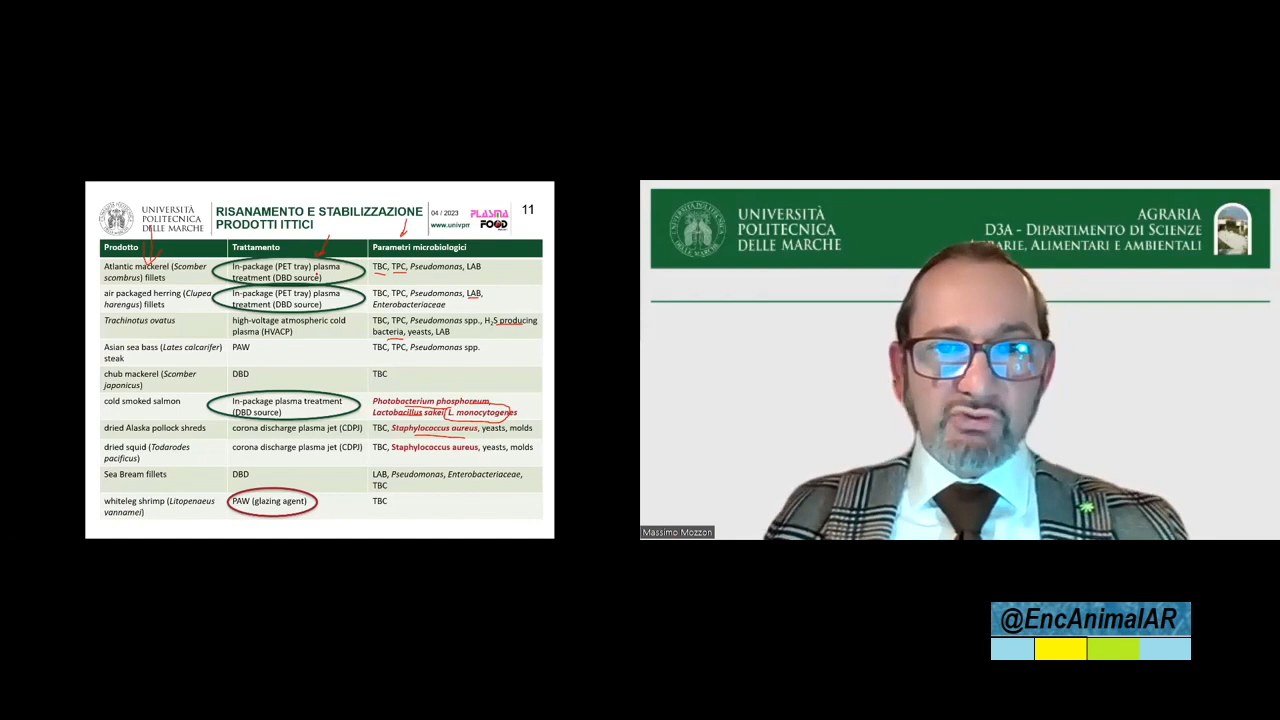 UNIVERSITÀ
POLITECNICA
DELLE MARCHE
RISANAMENTO E STABILIZZAZIONE
PRODOTTI ITTICI
04 / 2023
www.univpm
PLASMA
FOOD
11
Prodotto Trattamento Parametri microbiologici
Atlantic mackerel (Scomber
scombrus) fillets
In-package (PET tray) plasma
treatment (DBD source)
TBC, TPC, Pseudomonas, LAB
air packaged herring (Clupea
harengus) fillets
In-package (PET tray) plasma
treatment (DBD source)
TBC, TPC, Pseudomonas, LAB,
Enterobacteriaceae
Trachinotus ovatus
high-voltage atmospheric cold
plasma (HVACP)
TBC, TPC, Pseudomonas spp., H2S producing
bacteria, yeasts, LAB
Asian sea bass (Lates calcarifer)
steak
PAW
TBC, TPC, Pseudomonas spp.
chub mackerel (Scomber
japonicus)
DBD
TBC
cold smoked salmon
In-package plasma treatment
(DBD source)
Photobacterium phosphoreum,
Lactobacillus sakei, L. monocytogenes
dried Alaska pollock shreds
corona discharge plasma jet (CDPJ)
TBC, Staphylococcus aureus, yeasts, molds
dried squid (Todarodes
pacificus)
corona discharge plasma jet (CDPJ)
TBC, Staphylococcus aureus, yeasts, molds
Sea Bream fillets
DBD
LAB, Pseudomonas, Enterobacteriaceae,
TBC
whiteleg shrimp (Litopenaeus
vannamei)
PAW (glazing agent)
TBC
UNIVERSITÀ
POLITECNICA
DELLE MARCHE
AGRARIA
D3A - DIPARTIMENTO DI SCIENZE
AGRARIE, ALIMENTARI E AMBIENTALI
Massimo Mozzon
@EncAnimalAR